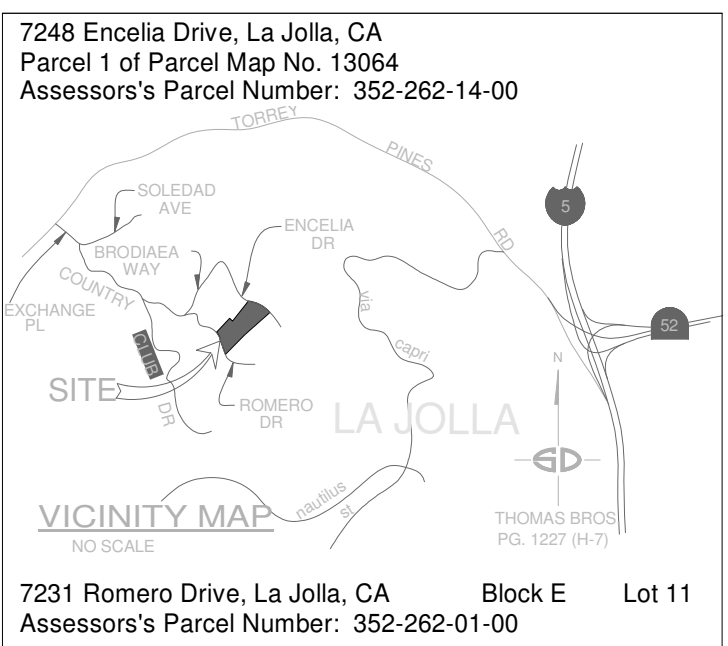 7248 Encelia Drive, La Jolla, CA
Parcel 1 of Parcel Map No. 13064
Assessors's Parcel Number: 352-262-14-00
TORREY
PINES
RD
SOLEDAD
AVE
ENCELIA
DR
BRODIAEA
WAY
5
COUNTRY
CLUB
DR
EXCHANGE
PL
via
capri
52
SITE
ROMERO
DR
LA JOLLA
N
SD
nautilus
st
VICINITY MAP
NO SCALE
THOMAS BROS
PG. 1227 (H-7)
7231 Romero Drive, La Jolla, CA Block E Lot 11
Assessors's Parcel Number: 352-262-01-00